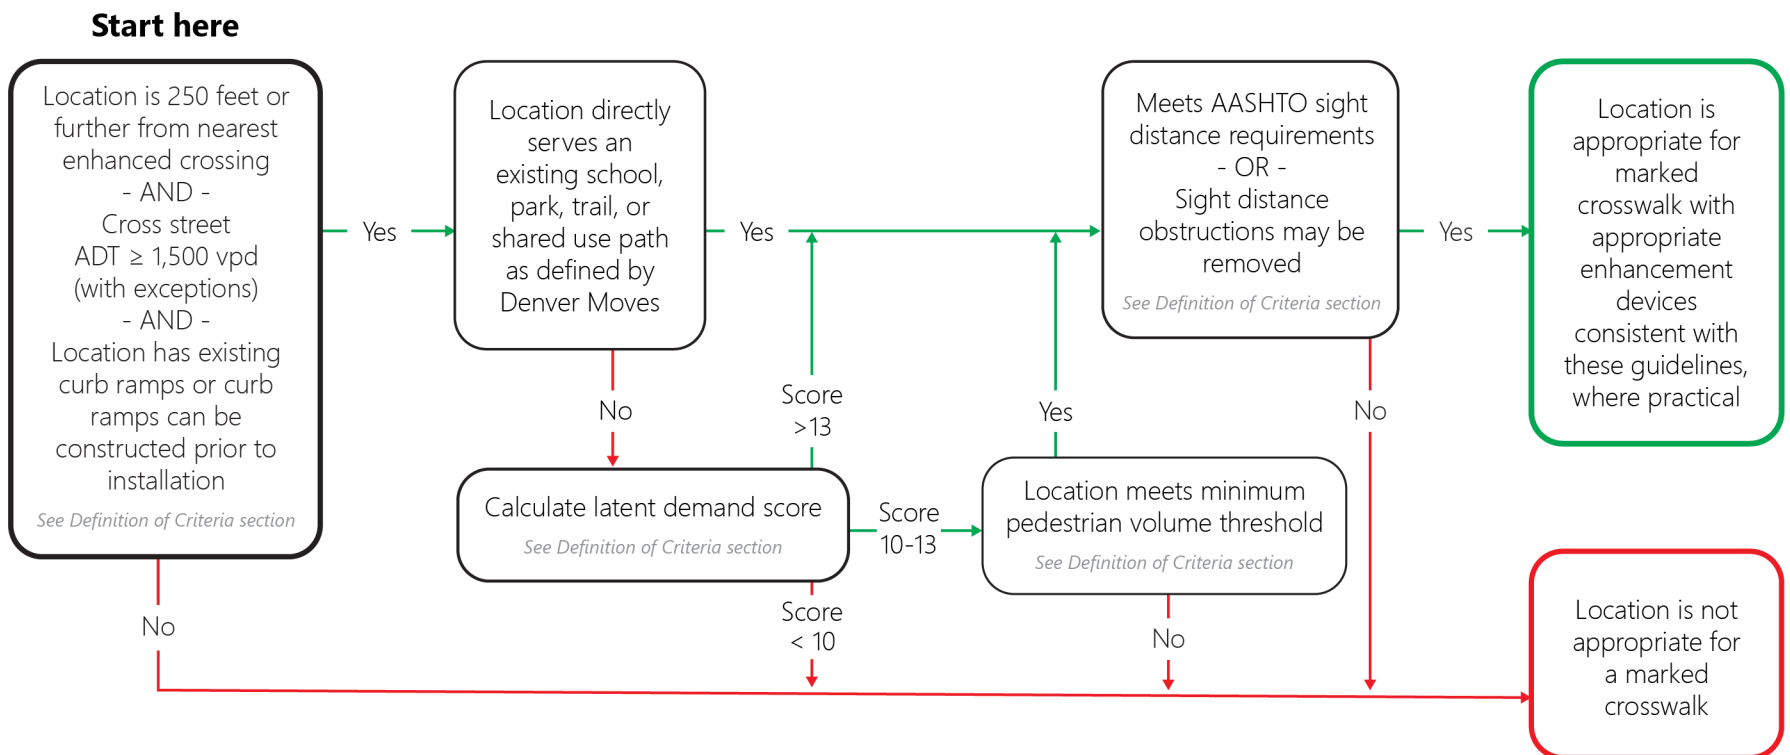 Start here
Location is 250 feet or
further from nearest
enhanced crossing
- AND -
Cross street
ADT ≥ 1,500 vpd
(with exceptions)
- AND -
Location has existing
curb ramps or curb
ramps can be
constructed prior to
installation
See Definition of Criteria section
Yes
No
Location directly
serves an
existing school,
park, trail, or
shared use path
as defined by
Denver Moves
Yes
No
Calculate latent demand score
See Definition of Criteria section
Score
>13
Score
10-13
Score
< 10
Location meets minimum
pedestrian volume threshold
See Definition of Criteria section
Yes
No
Meets AASHTO sight
distance requirements
- OR -
Sight distance
obstructions may be
removed
See Definition of Criteria section
Yes
No
Location is
appropriate for
marked
crosswalk with
appropriate
enhancement
devices
consistent with
these guidelines,
where practical
Location is not
appropriate for
a marked
crosswalk